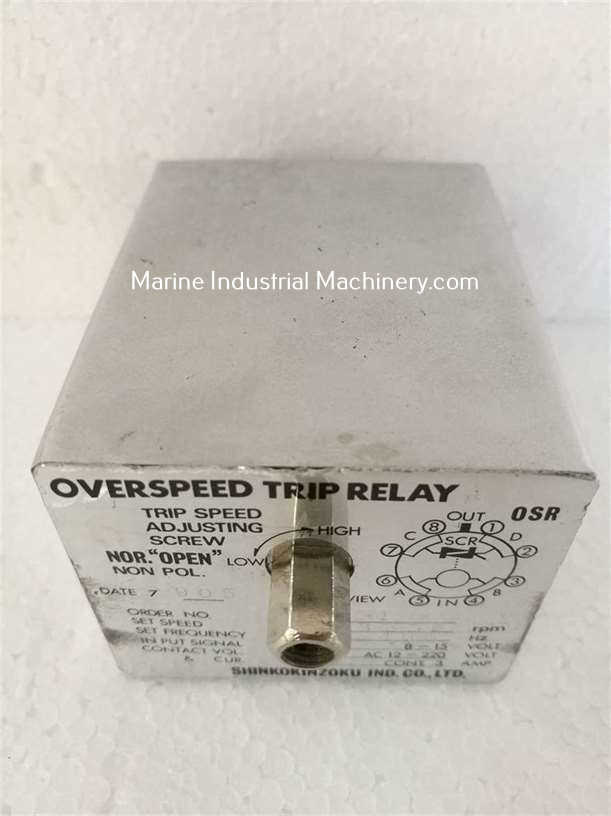 Marine Industrial Machinery.com
OVERSPEED TRIP RELAY
TRIP SPEED
ADJUSTING
SCREW
LOW HIGH
NOR. "OPEN"
NON POL.
OUT OSR
8 1
C SCR D
7 2
6 3
A B
5 IN 4
VIEW
DATE 7 905
ORDER NO.
SET SPEED rpm
SET FREQUENCY Hz
IN PUT SIGNAL 8-15 VOLT
CONTACT VOL. AC 12-220 VOLT
& CUR. CONT. 3 AMP
SHINKOKINZOKU IND. CO., LTD.